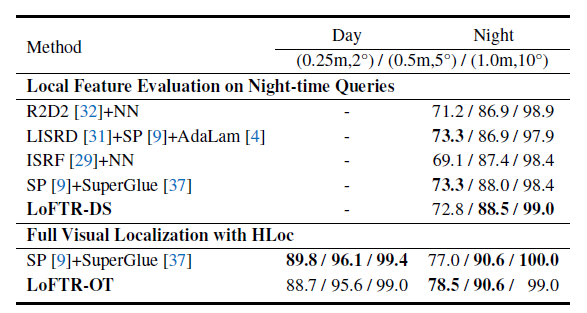 Method Day Night
(0.25m,2°) / (0.5m,5°) / (1.0m,10°)
Local Feature Evaluation on Night-time Queries
R2D2 [32]+NN - 71.2 / 86.9 / 98.9
LISRD [31]+SP [9]+AdaLam [4] - 73.3 / 86.9 / 97.9
ISRF [29]+NN - 69.1 / 87.4 / 98.4
SP [9]+SuperGlue [37] - 73.3 / 88.0 / 98.4
LoFTR-DS - 72.8 / 88.5 / 99.0
Full Visual Localization with HLoc
SP [9]+SuperGlue [37] 89.8 / 96.1 / 99.4 77.0 / 90.6 / 100.0
LoFTR-OT 88.7 / 95.6 / 99.0 78.5 / 90.6 / 99.0